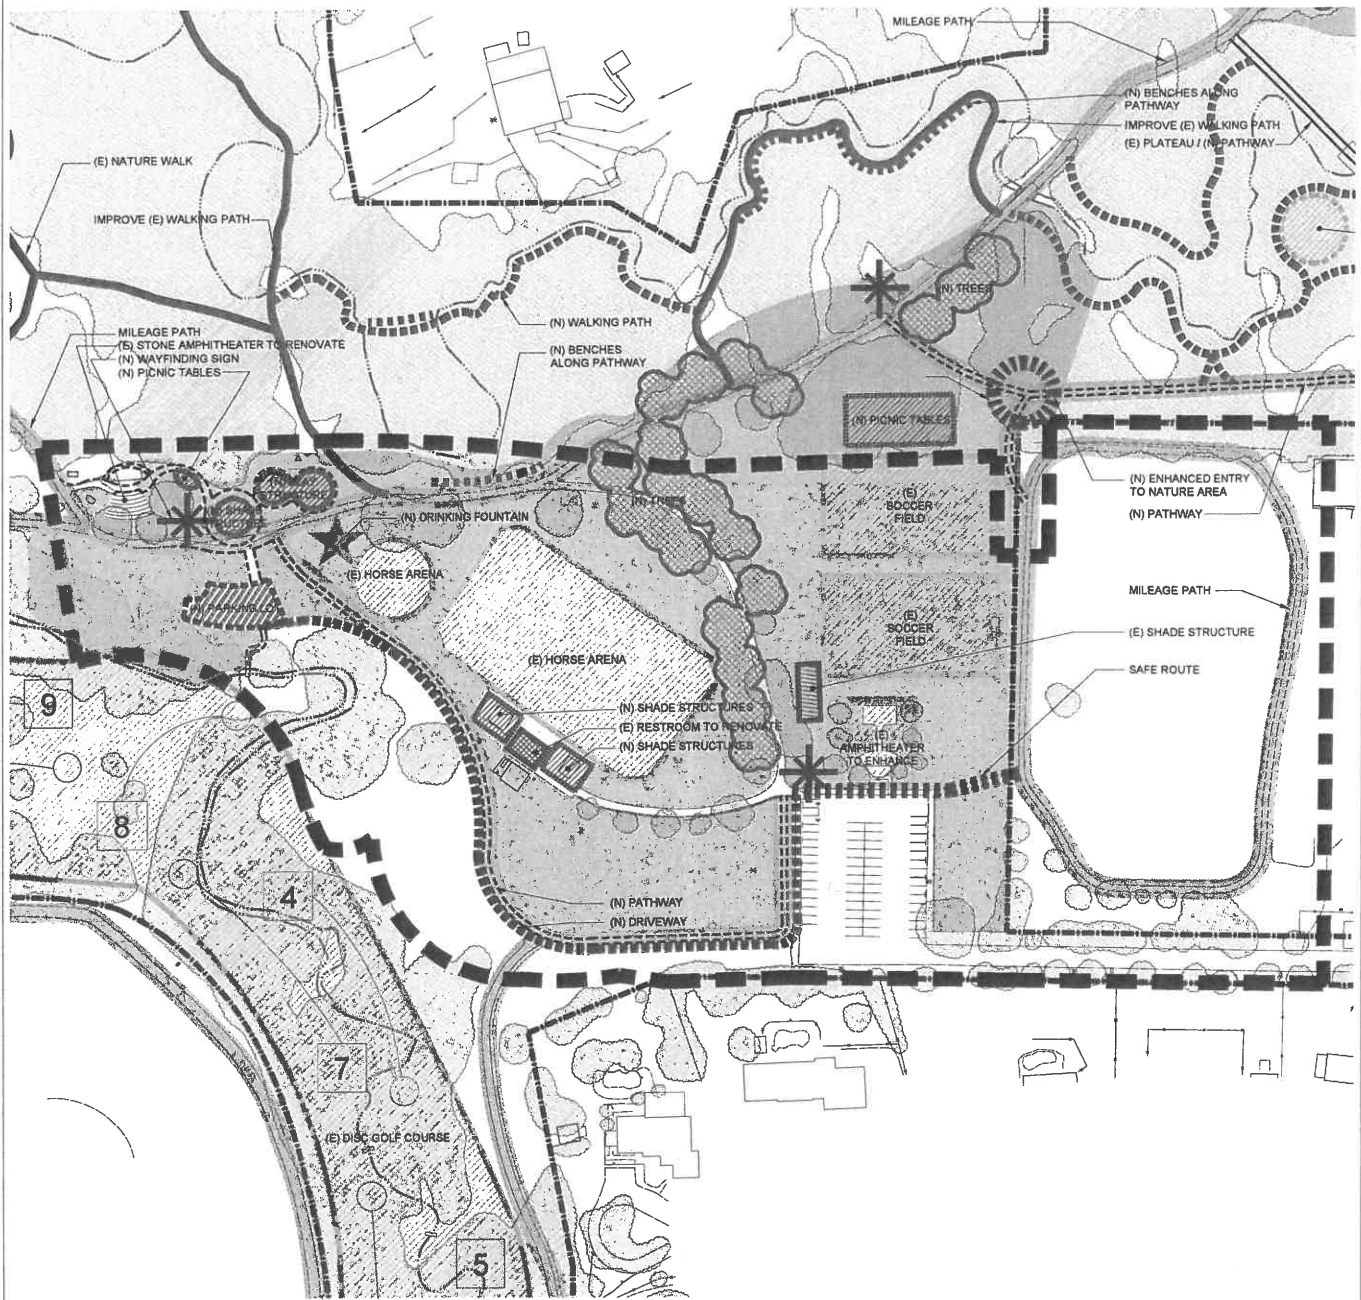 MILEAGE PATH
(N) BENCHES ALONG
PATHWAY
IMPROVE (E) WALKING PATH
(E) PLATEAU / (N) PATHWAY
(E) NATURE WALK
IMPROVE (E) WALKING PATH
(N) TREES
MILEAGE PATH
(E) STONE AMPHITHEATER TO RENOVATE
(N) WAYFINDING SIGN
(N) PICNIC TABLES
(N) WALKING PATH
(N) BENCHES
ALONG PATHWAY
(N) PICNIC TABLES
(N) ENHANCED ENTRY
TO NATURE AREA
(N) PATHWAY
STRUCTURE
(N) TREES
(E)
SOCCER
FIELD
(N) DRINKING FOUNTAIN
(E) HORSE ARENA
(N) PARKING LOT
MILEAGE PATH
(E)
SOCCER
FIELD
(E) SHADE STRUCTURE
(E) HORSE ARENA
SAFE ROUTE
9
(N) SHADE STRUCTURES
(E) RESTROOM TO RENOVATE
(N) SHADE STRUCTURES
(E)
AMPHITHEATER
TO ENHANCE
8
4
(N) PATHWAY
(N) DRIVEWAY
7
(E) DISC GOLF COURSE
5